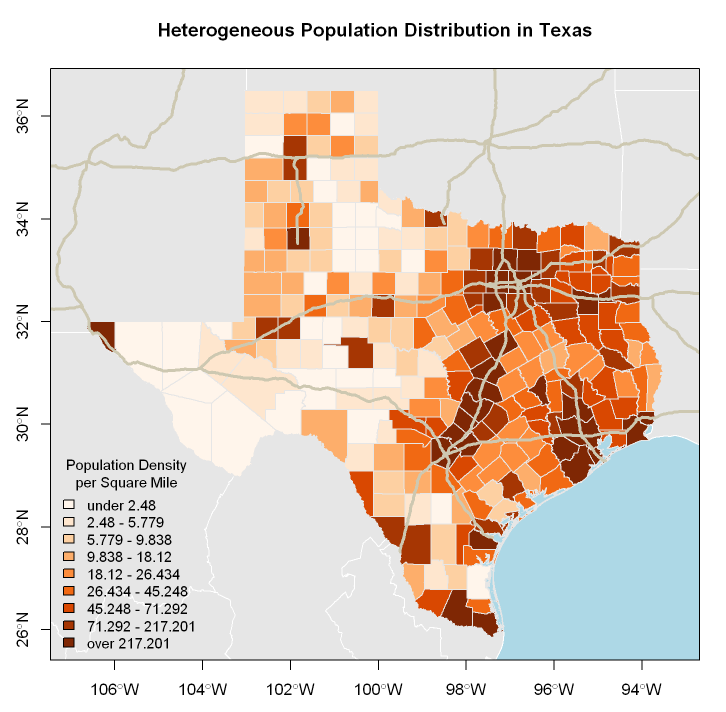 Heterogeneous Population Distribution in Texas
36°N
34°N
32°N
30°N
28°N
26°N
Population Density
per Square Mile
under 2.48
2.48 - 5.779
5.779 - 9.838
9.838 - 18.12
18.12 - 26.434
26.434 - 45.248
45.248 - 71.292
71.292 - 217.201
over 217.201
106°W
104°W
102°W
100°W
98°W
96°W
94°W